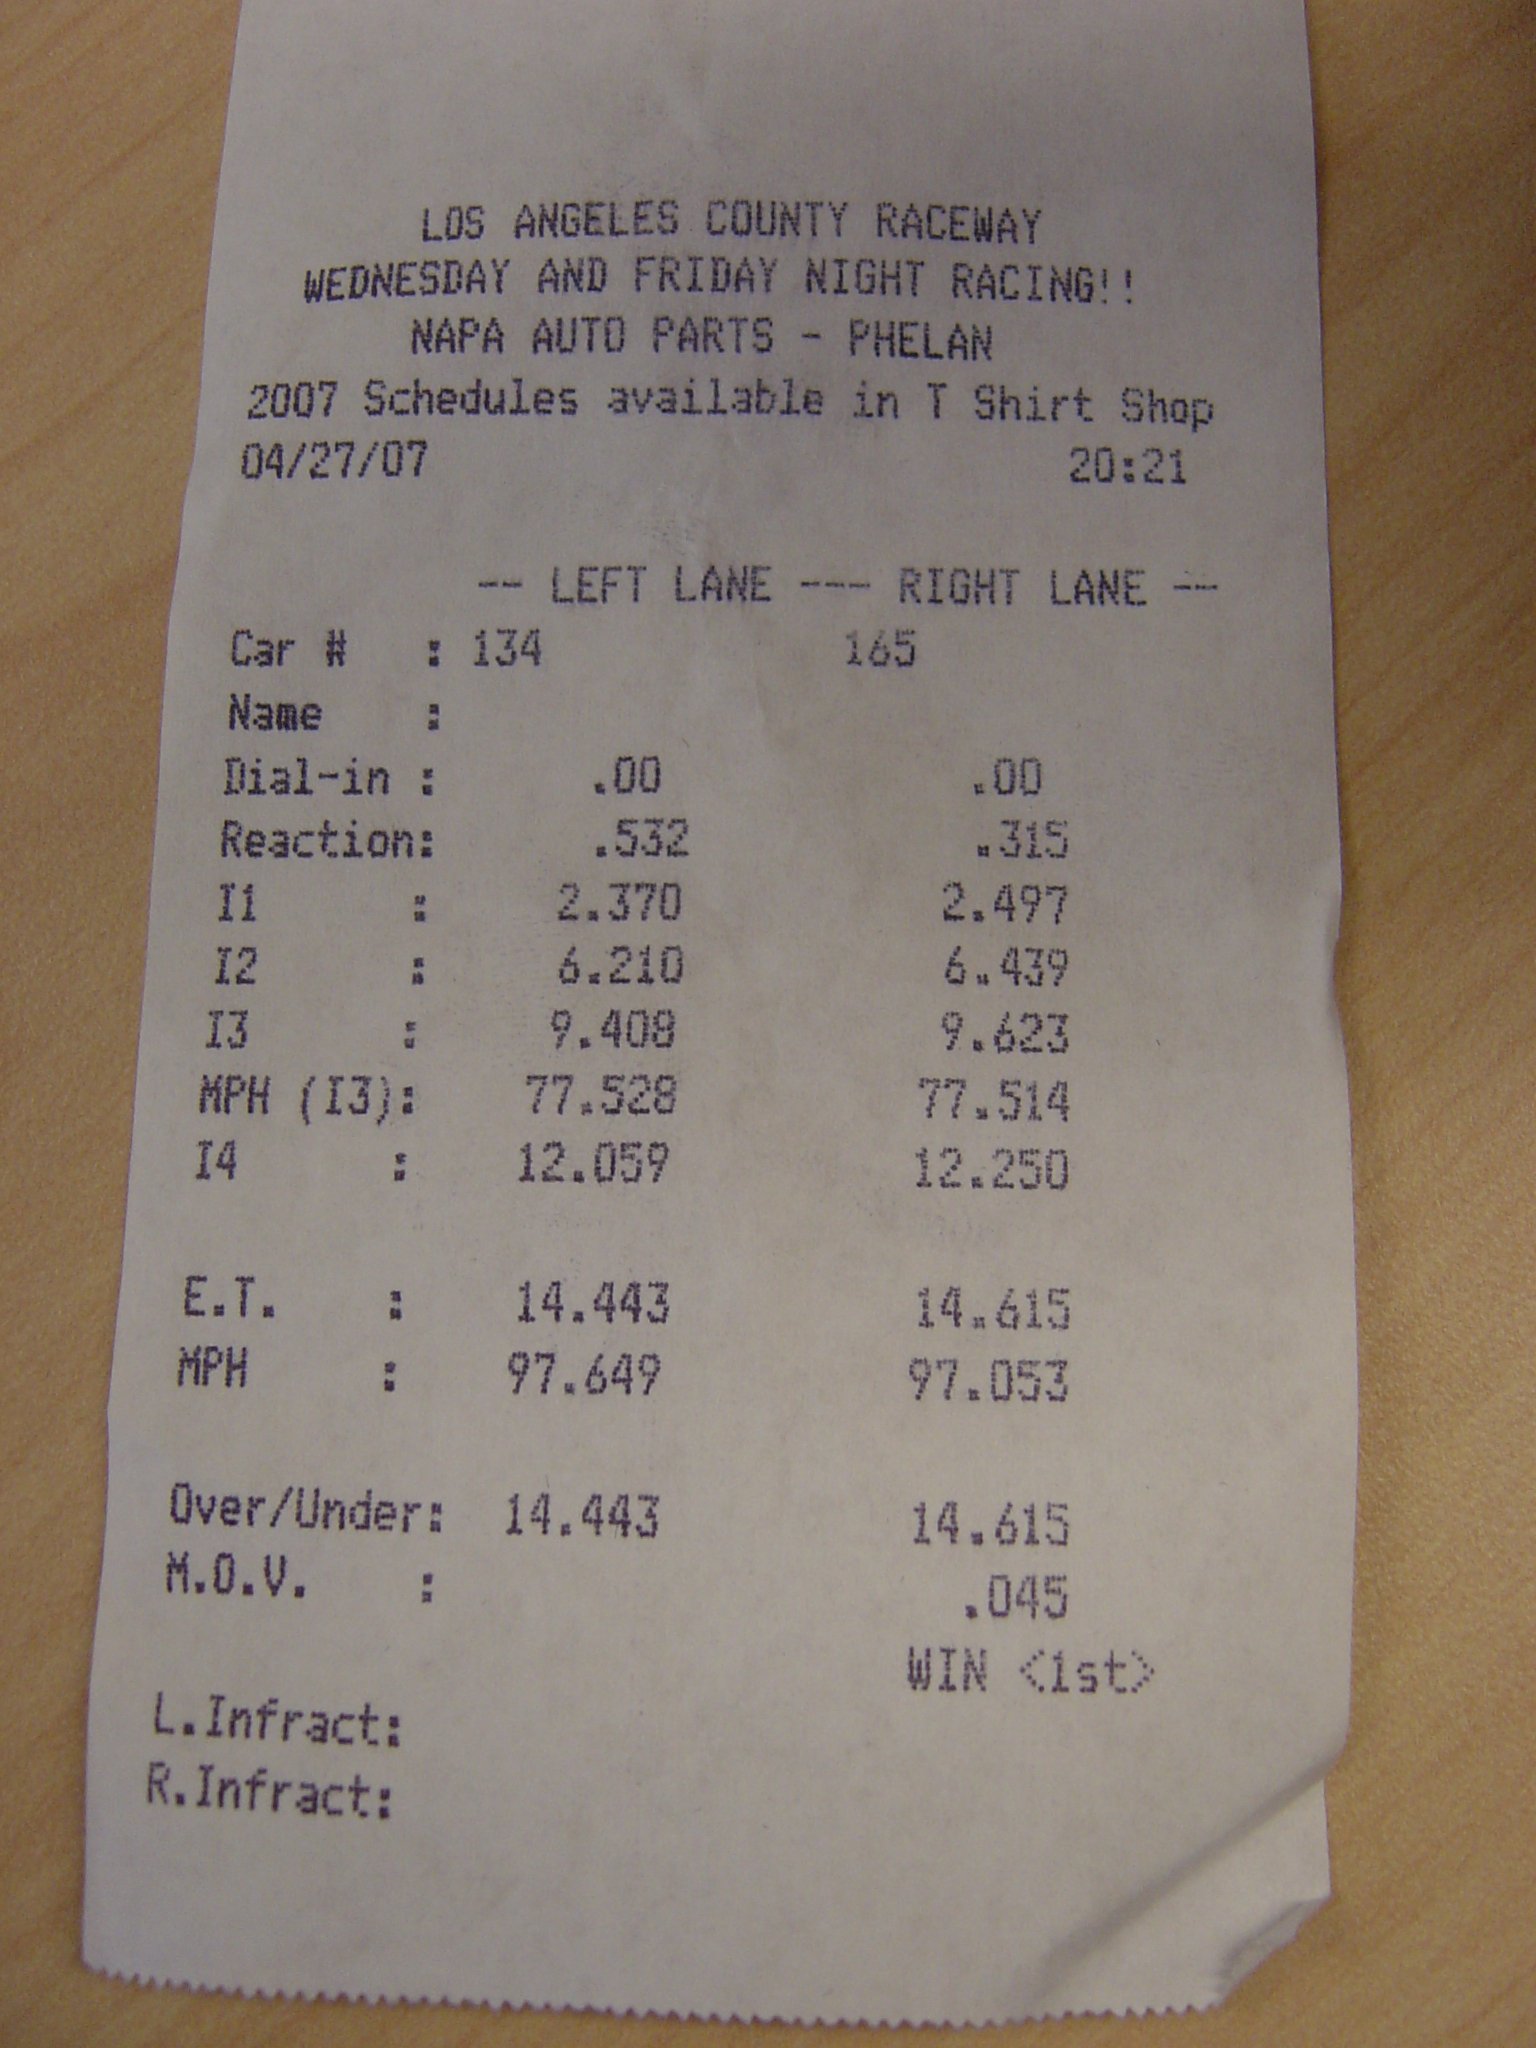 LOS ANGELES COUNTY RACEWAY
WEDNESDAY AND FRIDAY NIGHT RACING!!
NAPA AUTO PARTS - PHELAN
2007 Schedules available in T Shirt Shop
04/27/07 20:21
-- LEFT LANE --- RIGHT LANE --
Car # : 134 165
Name :
Dial-in : .00 .00
Reaction: .532 .315
I1 : 2.370 2.497
I2 : 6.210 6.439
I3 : 9.408 9.623
MPH (I3): 77.528 77.514
I4 : 12.059 12.250
E.T. : 14.443 14.615
MPH : 97.649 97.053
Over/Under: 14.443 14.615
M.O.V. : .045
WIN <1st>
L.Infract:
R.Infract: